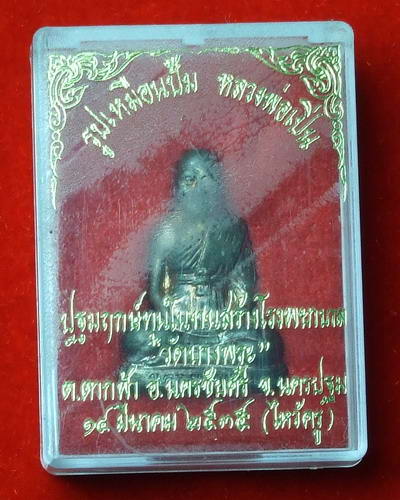 รูปเหมือนปั๊ม หลวงพ่อเปิ่น
ปฐมฤกษ์ทุนในงานสร้างโรงพยาบาล
"วัดบางพระ"
ต.ตากฟ้า อ.นครชัยศรี จ.นครปฐม
๑๔ มีนาคม ๒๕๓๕ (ไหว้ครู)